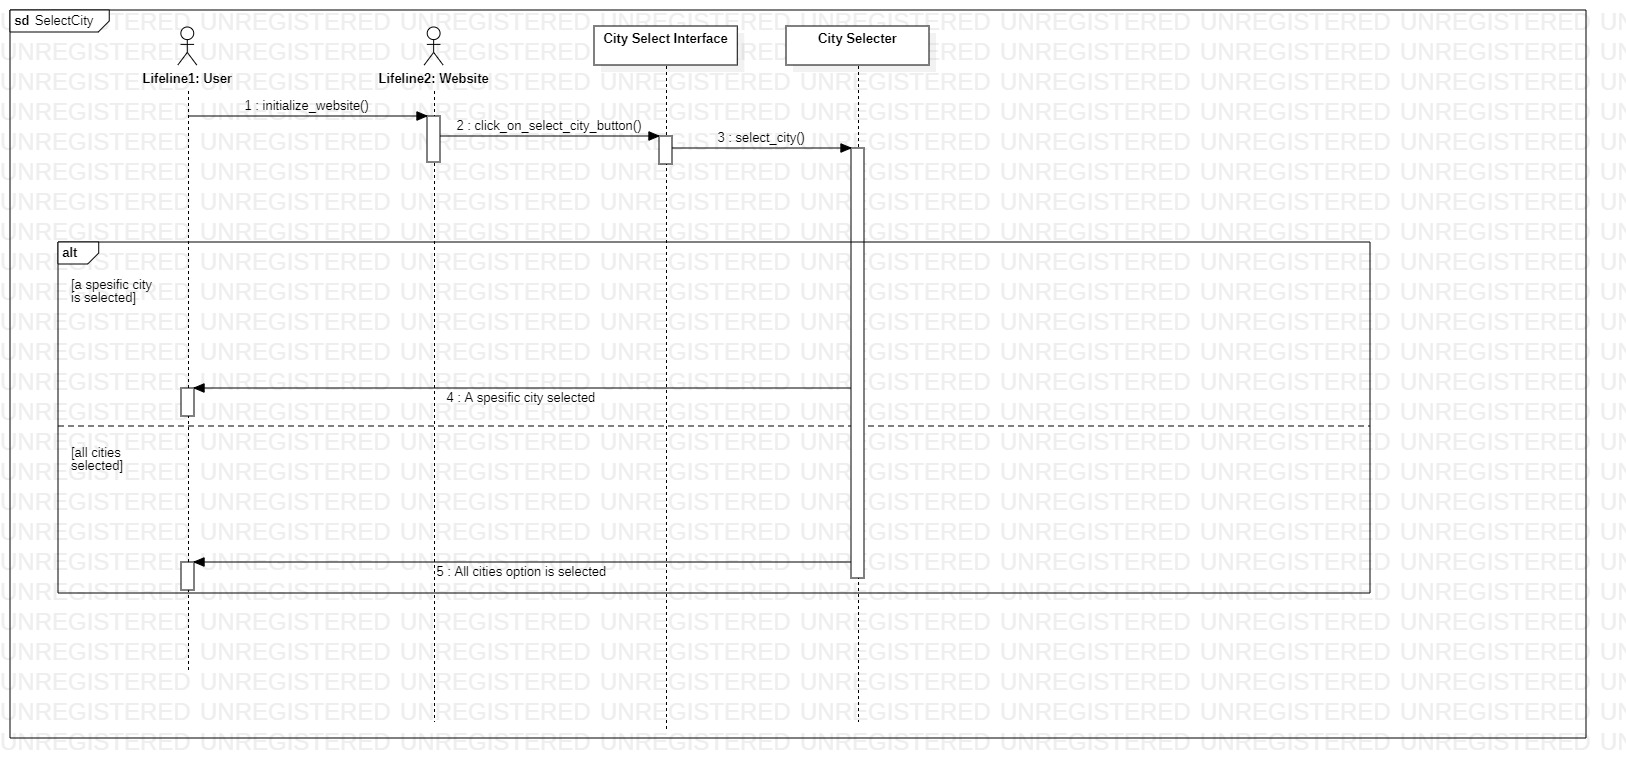 sd SelectCity
Lifeline1: User
Lifeline2: Website
City Select Interface
City Selecter
1 : initialize_website()
2 : click_on_select_city_button()
3 : select_city()
alt
[a spesific city
is selected]
4 : A spesific city selected
[all cities
selected]
5 : All cities option is selected
UNREGISTERED